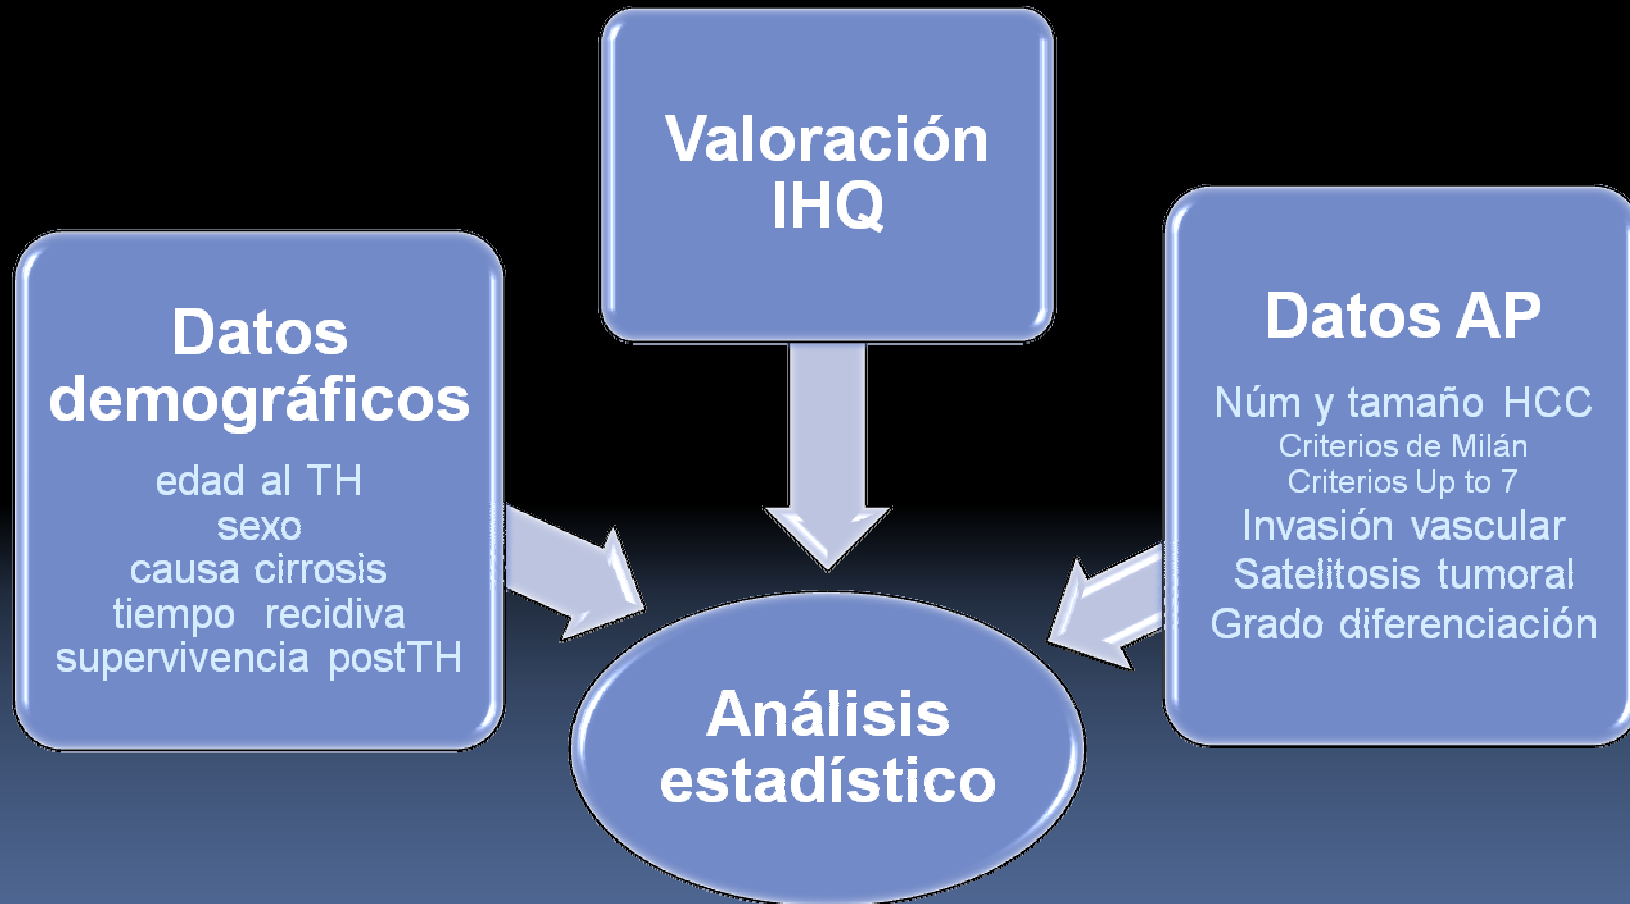 Valoración
IHQ
Datos
demográficos
edad al TH
sexo
causa cirrosis
tiempo recidiva
supervivencia postTH
Datos AP
Núm y tamaño HCC
Criterios de Milán
Criterios Up to 7
Invasión vascular
Satelitosis tumoral
Grado diferenciación
Análisis
estadístico